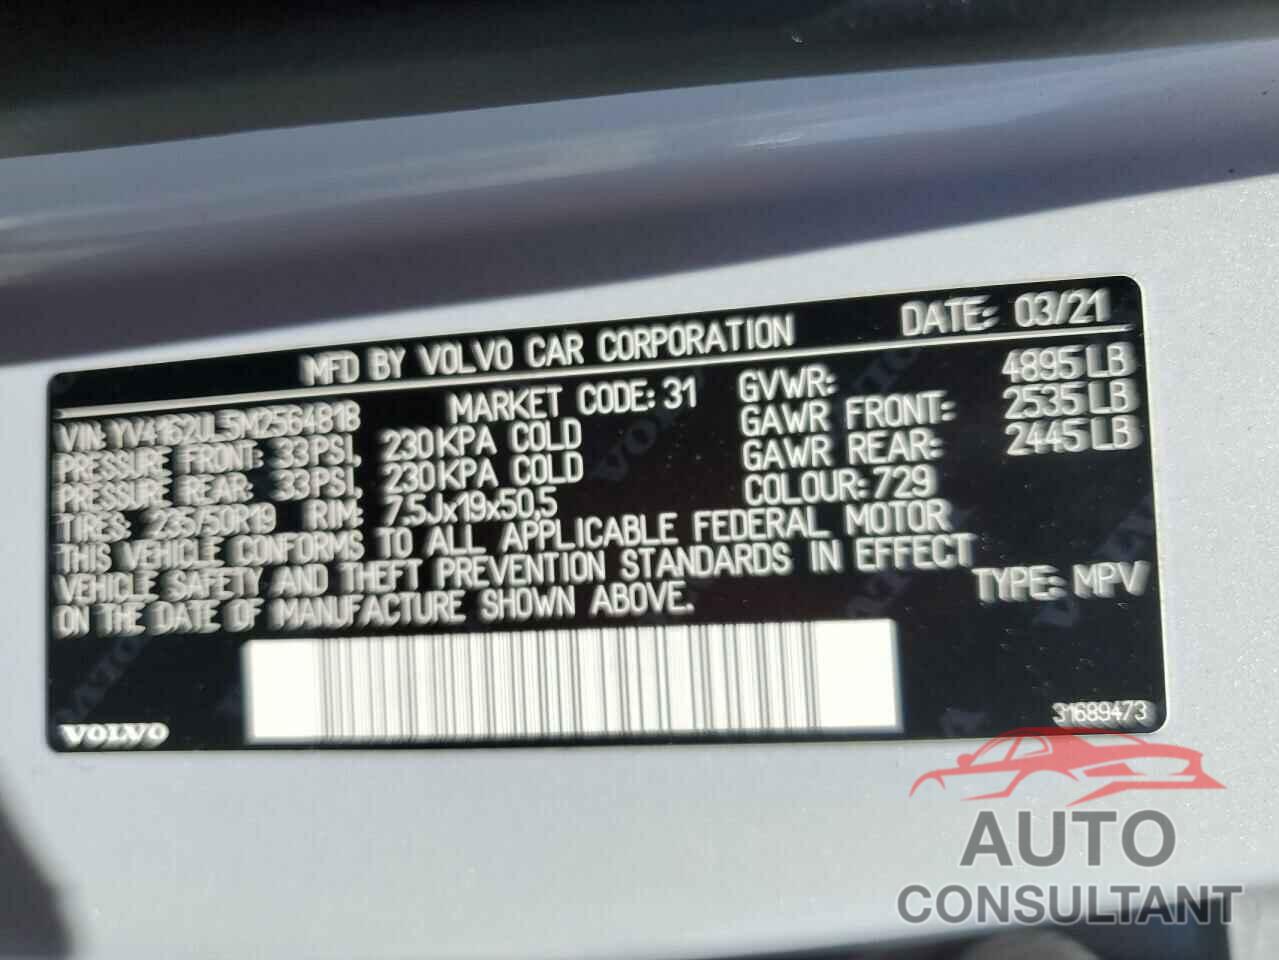 MFD BY VOLVO CAR CORPORATION DATE: 03/21
VIN: YV4162UL5M2564818 MARKET CODE: 31 GVWR: 4895 LB
PRESSURE FRONT: 33 PSI, 230 KPA COLD GAWR FRONT: 2535 LB
PRESSURE REAR: 33 PSI, 230 KPA COLD GAWR REAR: 2445 LB
TIRES: 235/50R19 RIM: 7.5Jx19x50,5 COLOUR: 729
THIS VEHICLE CONFORMS TO ALL APPLICABLE FEDERAL MOTOR
VEHICLE SAFETY AND THEFT PREVENTION STANDARDS IN EFFECT
ON THE DATE OF MANUFACTURE SHOWN ABOVE. TYPE: MPV
VOLVO 31689473
AUTO
CONSULTANT